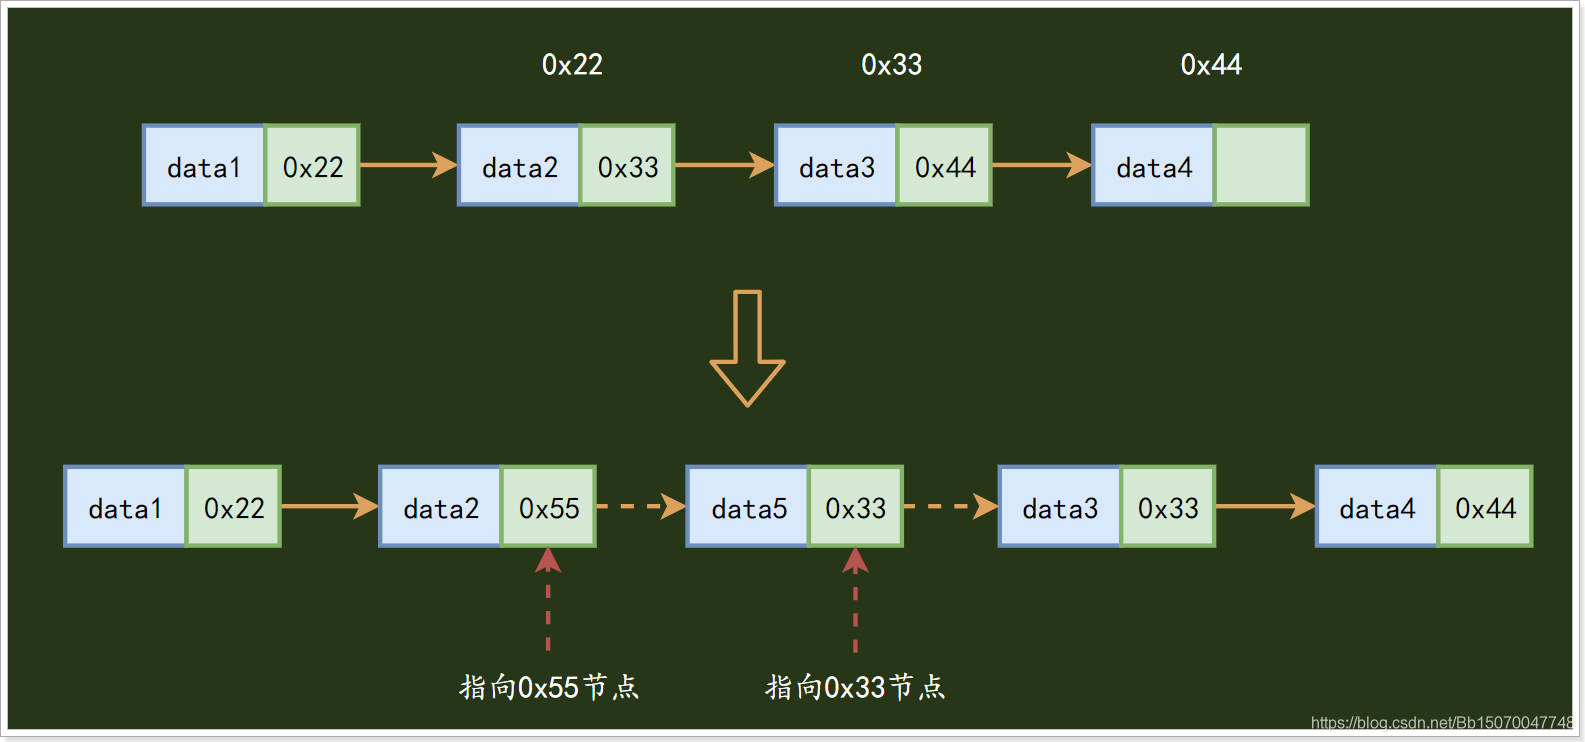 0x22 0x33 0x44
data1 0x22 data2 0x33 data3 0x44 data4
data1 0x22 data2 0x55 data5 0x33 data3 0x33 data4 0x44
指向0x55节点 指向0x33节点
https://blog.csdn.net/Bb15070047748